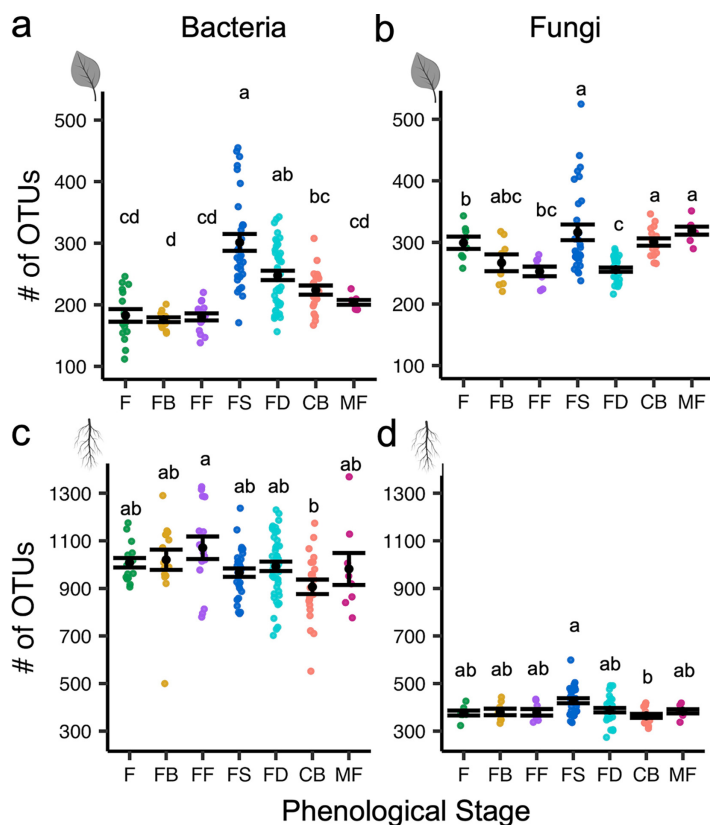 a Bacteria b Fungi
# of OTUs
500
400
300
200
100
cd d cd a ab bc cd
F FB FF FS FD CB MF
500
400
300
200
100
b abc bc a c a a
F FB FF FS FD CB MF
c d
# of OTUs
1300
1100
900
700
500
300
ab ab a ab ab b ab
F FB FF FS FD CB MF
1300
1100
900
700
500
300
ab ab ab a ab b ab
F FB FF FS FD CB MF
Phenological Stage